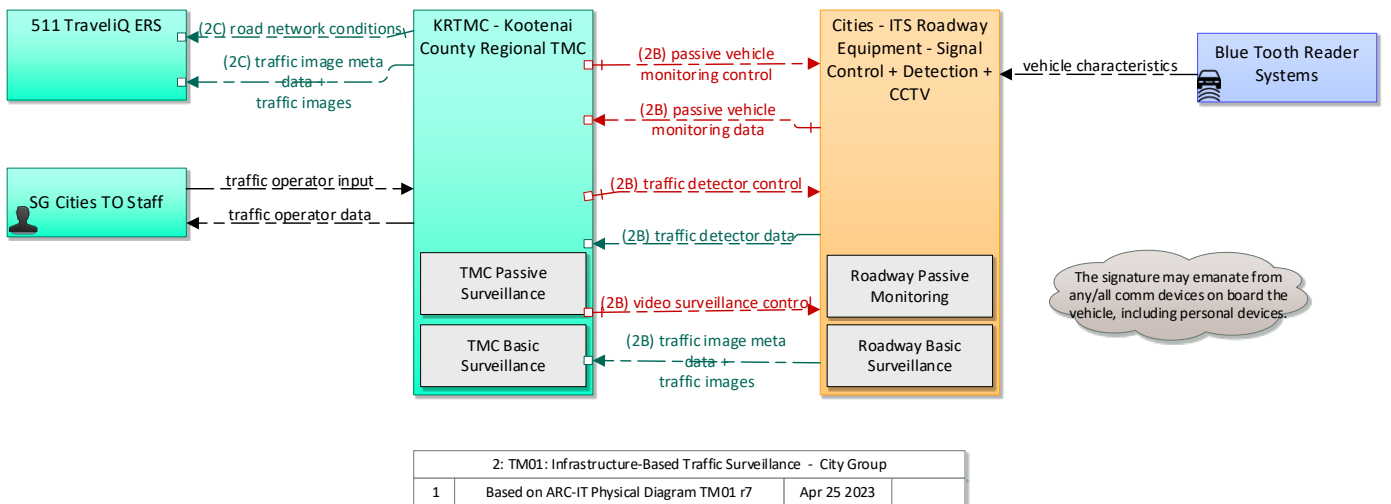 511 TraveliQ ERS
(2C) road network conditions
(2C) traffic image meta
data +
traffic images
SG Cities TO Staff
traffic operator input
traffic operator data
KRTMC - Kootenai
County Regional TMC
TMC Passive
Surveillance
TMC Basic
Surveillance
(2B) passive vehicle
monitoring control
(2B) passive vehicle
monitoring data
(2B) traffic detector control
(2B) traffic detector data
(2B) video surveillance control
(2B) traffic image meta
data +
traffic images
Cities - ITS Roadway
Equipment - Signal
Control + Detection +
CCTV
Roadway Passive
Monitoring
Roadway Basic
Surveillance
vehicle characteristics
Blue Tooth Reader
Systems
The signature may emanate from
any/all comm devices on board the
vehicle, including personal devices.
2: TM01: Infrastructure-Based Traffic Surveillance - City Group
1 Based on ARC-IT Physical Diagram TM01 r7 Apr 25 2023